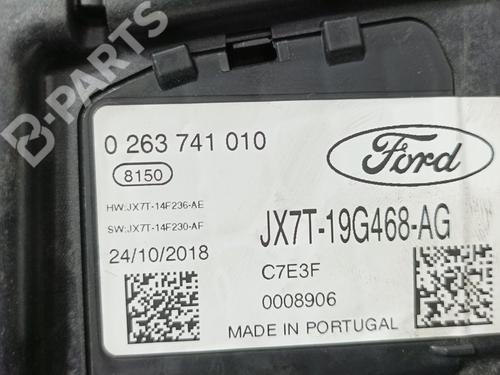 B-PARTS
0 263 741 010
8150
Ford
HW:JX7T-14F236-AE
SW:JX7T-14F230-AF
JX7T-19G468-AG
24/10/2018
C7E3F
0008906
MADE IN PORTUGAL